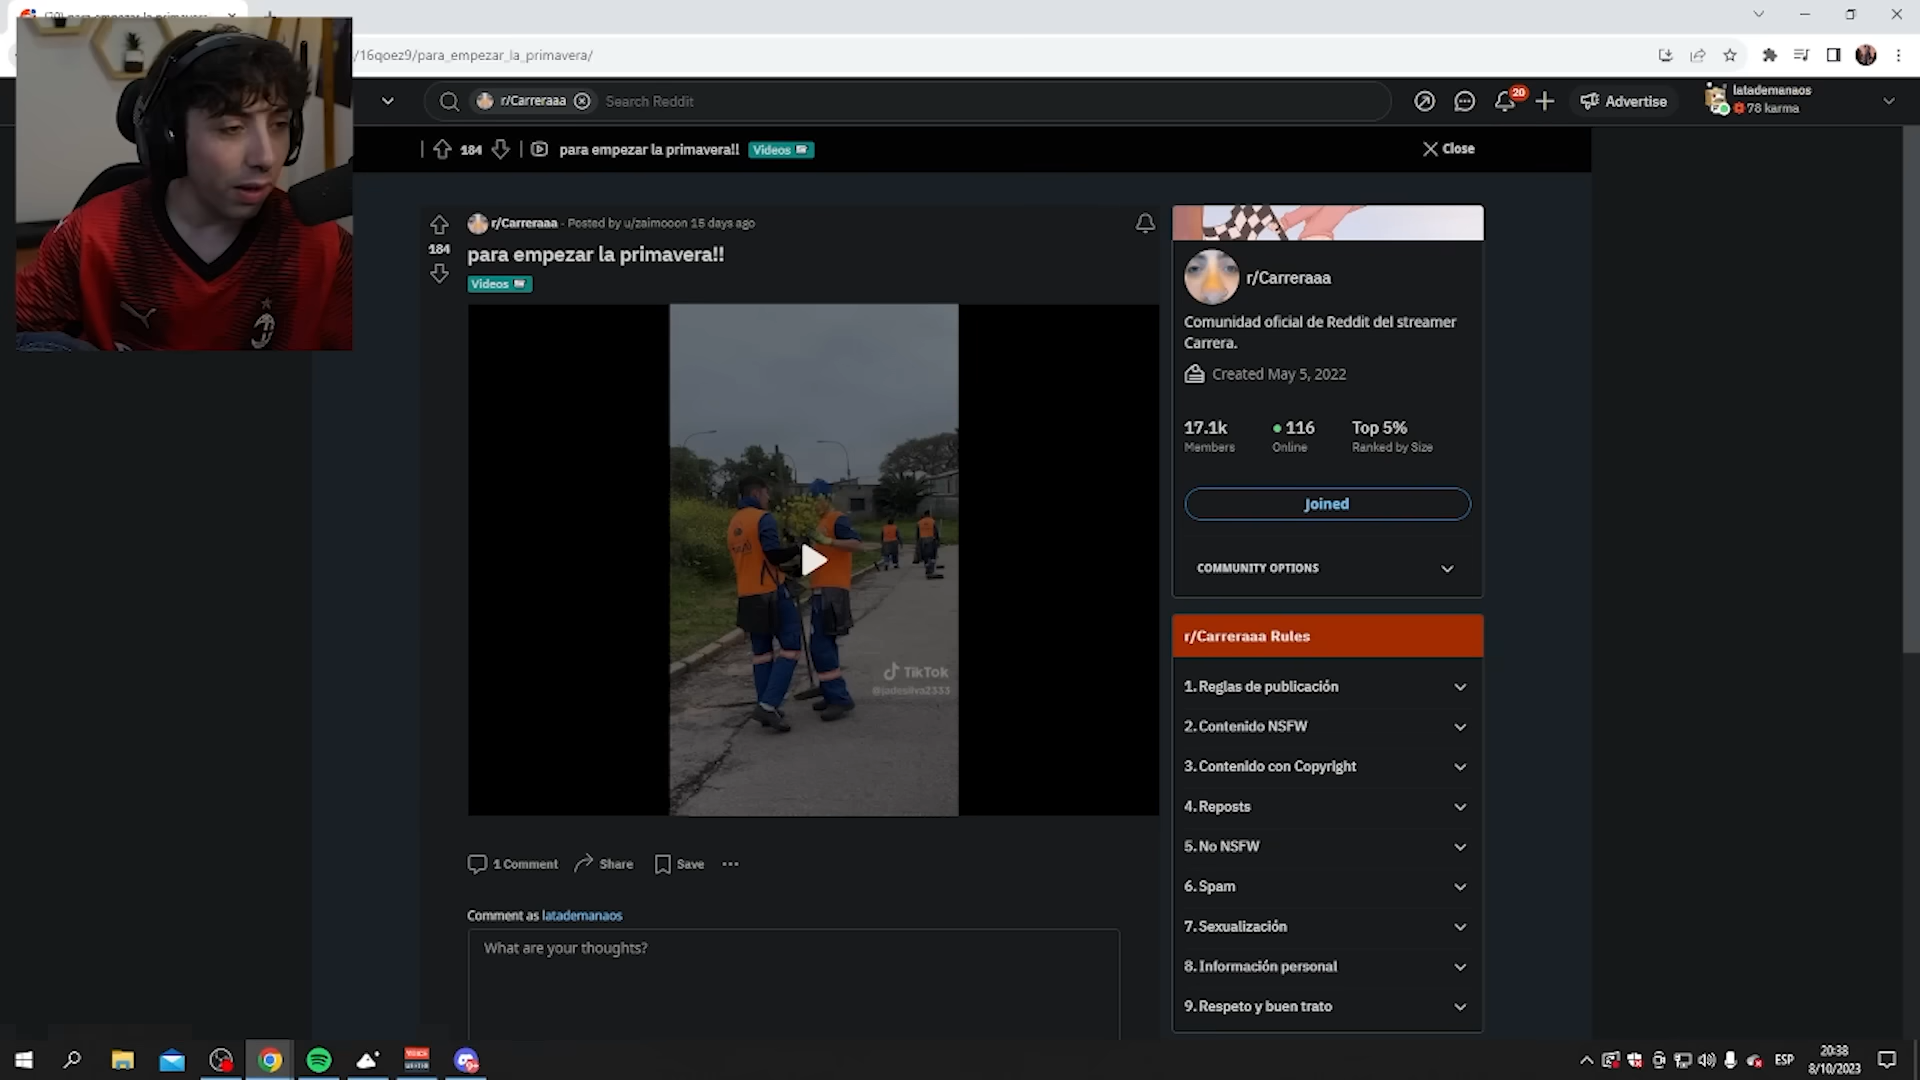 /16qoez9/para_empezar_la_primavera/
r/Carreraaa
Search Reddit
20
Advertise
latademanaos
78 karma
184
para empezar la primavera!!
Videos
Close
r/Carreraaa · Posted by u/zaimooon 15 days ago
184
para empezar la primavera!!
Videos
TikTok
@jadesilva2333
1 Comment
Share
Save
Comment as latademanaos
What are your thoughts?
r/Carreraaa
Comunidad oficial de Reddit del streamer
Carrera.
Created May 5, 2022
17.1k
116
Top 5%
Members
Online
Ranked by Size
Joined
COMMUNITY OPTIONS
r/Carreraaa Rules
1. Reglas de publicación
2. Contenido NSFW
3. Contenido con Copyright
4. Reposts
5. No NSFW
6. Spam
7. Sexualización
8. Información personal
9. Respeto y buen trato
ESP
20:38
8/10/2023